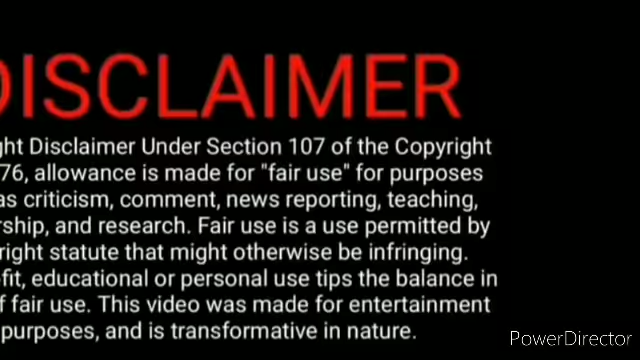 DISCLAIMER
ght Disclaimer Under Section 107 of the Copyright
76, allowance is made for "fair use" for purposes
as criticism, comment, news reporting, teaching,
rship, and research. Fair use is a use permitted by
right statute that might otherwise be infringing.
fit, educational or personal use tips the balance in
f fair use. This video was made for entertainment
purposes, and is transformative in nature.
PowerDirector